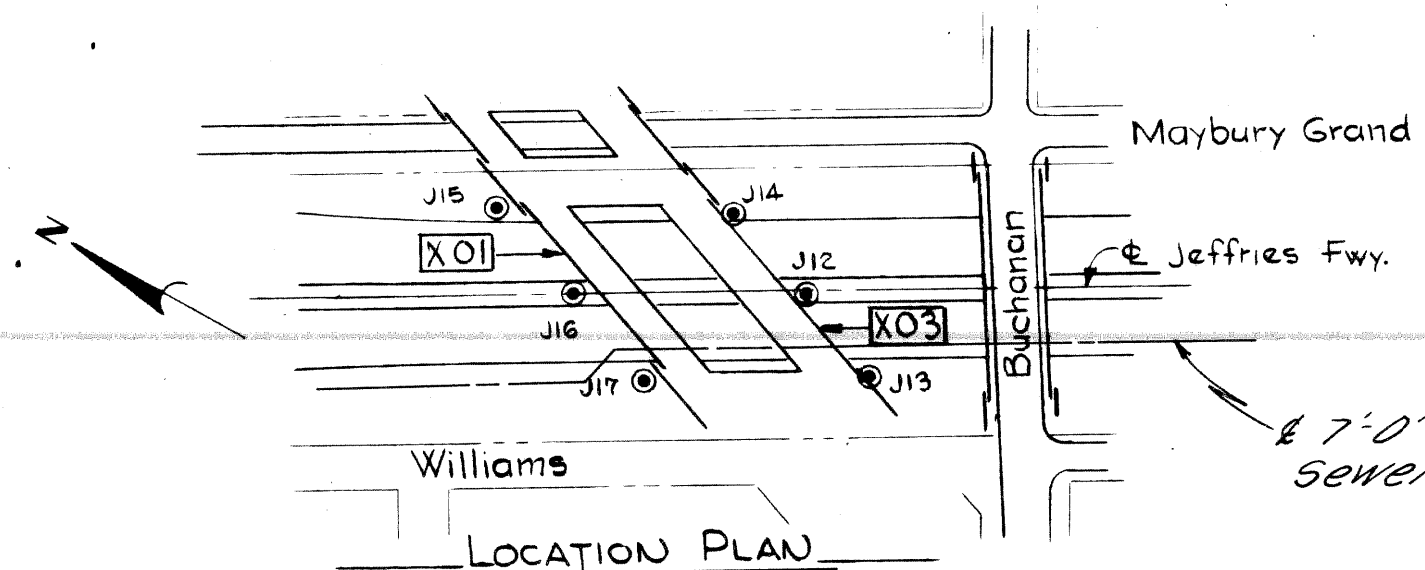 Maybury Grand
J15
J14
X01
N
Buchanan
℄ Jeffries Fwy.
J12
J16
X03
J17
J13
℄ 7'-0"
Sewer
Williams
LOCATION PLAN